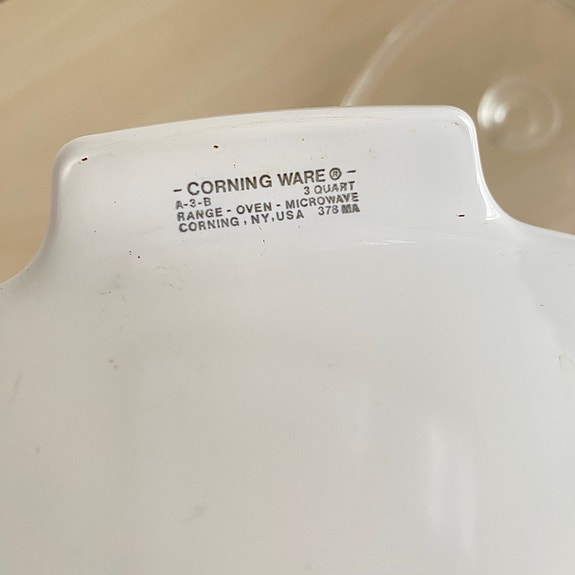 - CORNING WARE® -
A-3-B 3 QUART
RANGE - OVEN - MICROWAVE
CORNING, NY, USA 378 MA